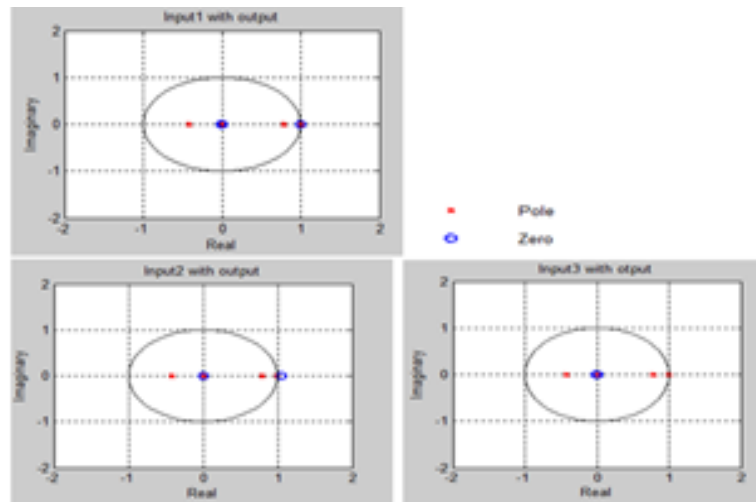 Input1 with output
2
1
0
-1
-2
Imaginary
-2 -1 0 1 2
Real
Pole
Zero
Input2 with output
2
1
0
-1
-2
Imaginary
-2 -1 0 1 2
Real
Input3 with otput
2
1
0
-1
-2
Imaginary
-2 -1 0 1 2
Real